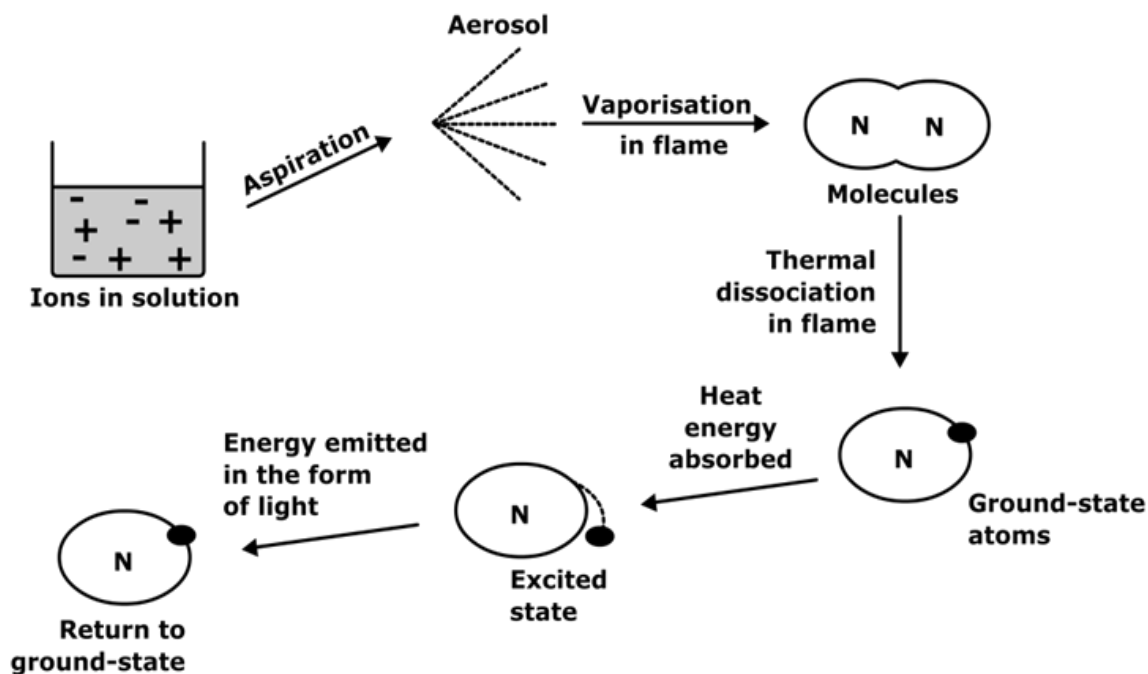 Aerosol
Aspiration
Vaporisation
in flame
N N
Molecules
- -
+ - +
- + +
Ions in solution
Thermal
dissociation
in flame
N
Ground-state
atoms
Heat
energy
absorbed
N
Excited
state
Energy emitted
in the form
of light
N
Return to
ground-state